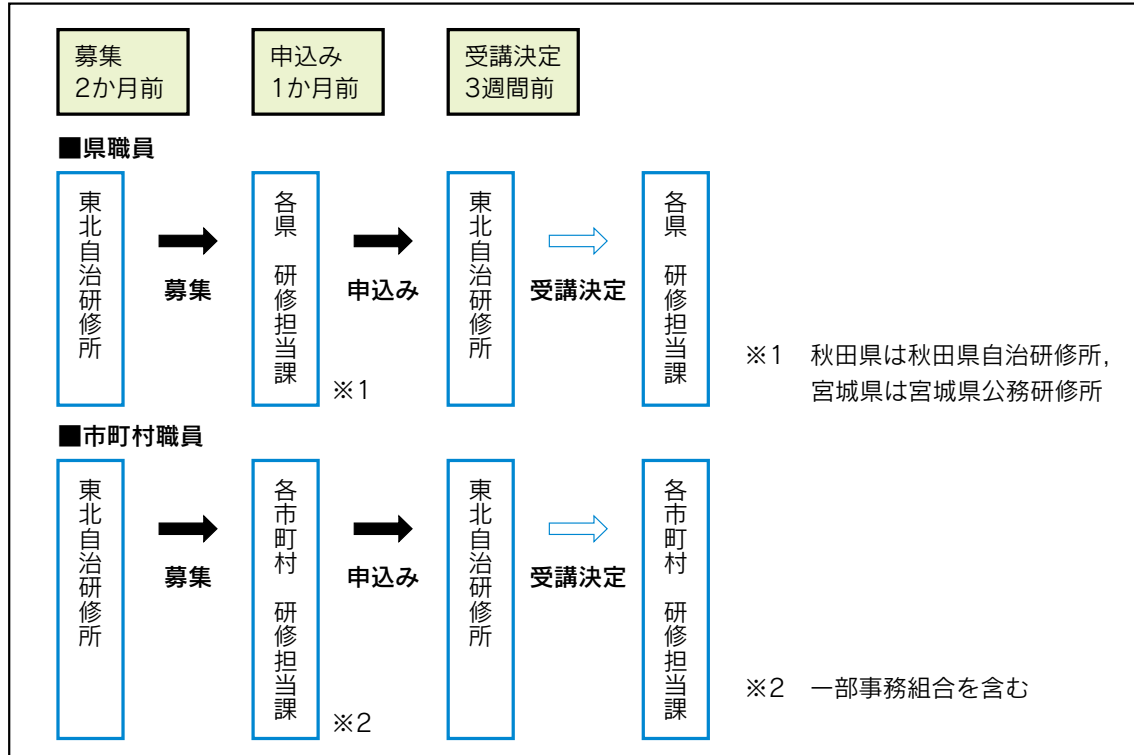 募集
2か月前
申込み
1か月前
受講決定
3週間前
■県職員
東北自治研修所
募集
各県　研修担当課
※1
申込み
東北自治研修所
受講決定
各県　研修担当課
※1　秋田県は秋田県自治研修所，
宮城県は宮城県公務研修所
■市町村職員
東北自治研修所
募集
各市町村　研修担当課
※2
申込み
東北自治研修所
受講決定
各市町村　研修担当課
※2　一部事務組合を含む